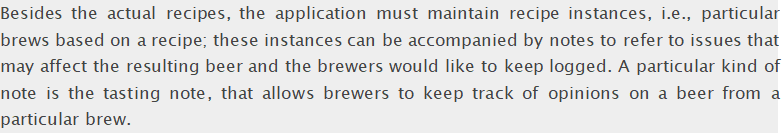 Besides the actual recipes, the application must maintain recipe instances, i.e., particular
brews based on a recipe; these instances can be accompanied by notes to refer to issues that
may affect the resulting beer and the brewers would like to keep logged. A particular kind of
note is the tasting note, that allows brewers to keep track of opinions on a beer from a
particular brew.